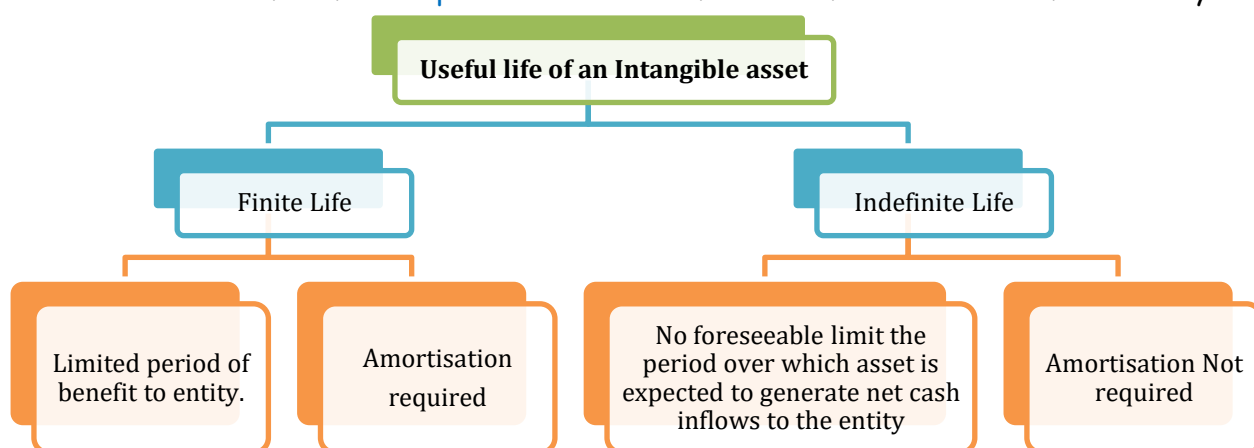 Useful life of an Intangible asset
Finite Life
Indefinite Life
Limited period of
benefit to entity.
Amortisation
required
No foreseeable limit the
period over which asset is
expected to generate net cash
inflows to the entity
Amortisation Not
required